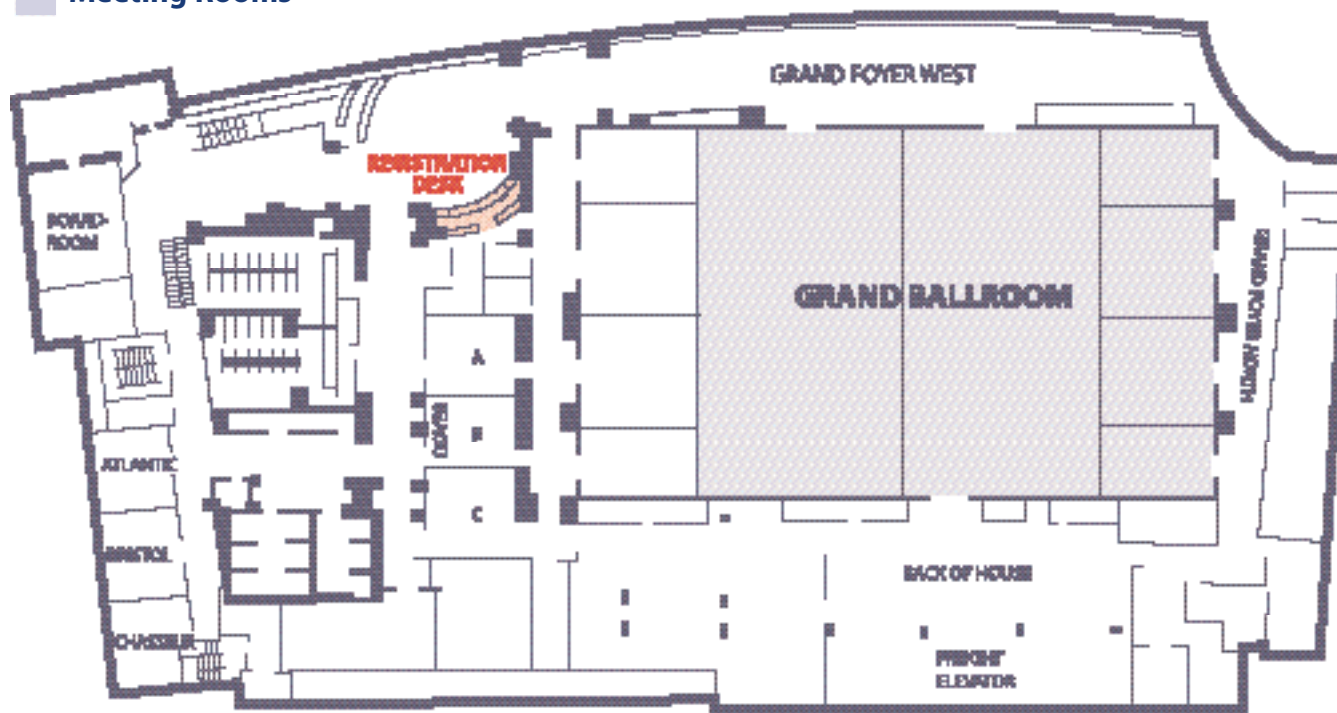 Meeting Rooms
GRAND FOYER WEST
REGISTRATION
DESK
BOARD-
ROOM
GRAND BALLROOM
GRAND FOYER NORTH
A
DOVER
B
C
ATLANTIC
BRISTOL
BACK OF HOUSE
CHASSEUR
FREIGHT
ELEVATOR